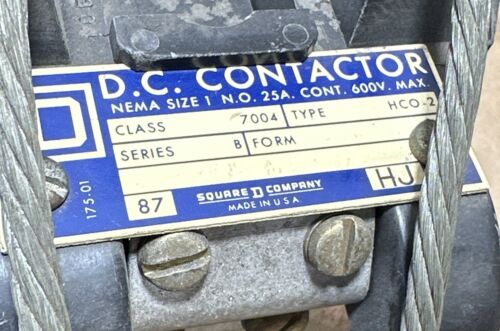 D.C. CONTACTOR
NEMA SIZE 1 N.O. 25A. CONT. 600V. MAX.
CLASS 7004 TYPE HCO-2
SERIES B FORM
87 SQUARE D COMPANY HJ
MADE IN U.S.A
175-01